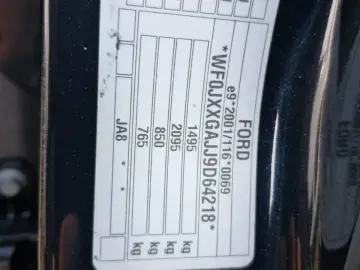 FORD
e9*2001/116*0069
*WF0JXXGAJJ9D64218*
1495 kg
2095 kg
850 kg
765 kg
JA8 *